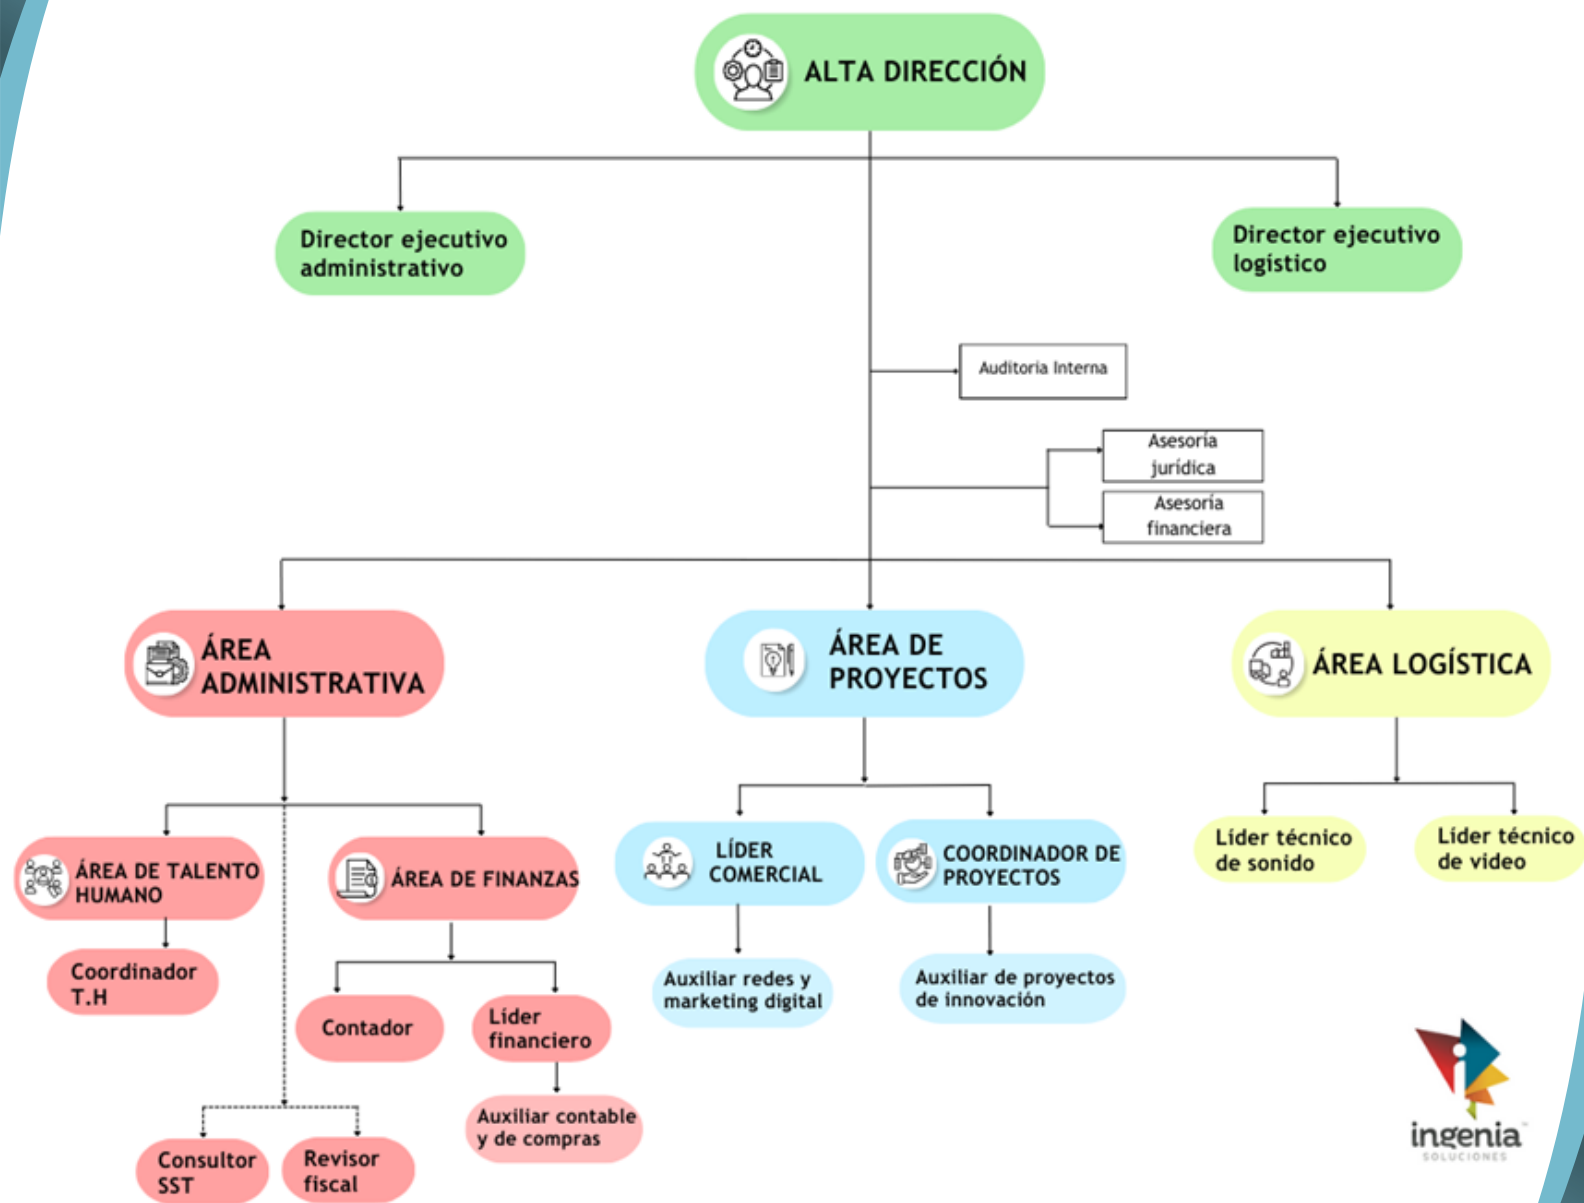 ALTA DIRECCIÓN
Director ejecutivo
administrativo
Director ejecutivo
logístico
Auditoria Interna
Asesoría
jurídica
Asesoría
financiera
ÁREA
ADMINISTRATIVA
ÁREA DE
PROYECTOS
ÁREA LOGÍSTICA
ÁREA DE TALENTO
HUMANO
ÁREA DE FINANZAS
LÍDER
COMERCIAL
COORDINADOR DE
PROYECTOS
Líder técnico
de sonido
Líder técnico
de video
Coordinador
T.H
Contador
Líder
financiero
Auxiliar redes y
marketing digital
Auxiliar de proyectos
de innovación
Auxiliar contable
y de compras
Consultor
SST
Revisor
fiscal
ingenia
SOLUCIONES